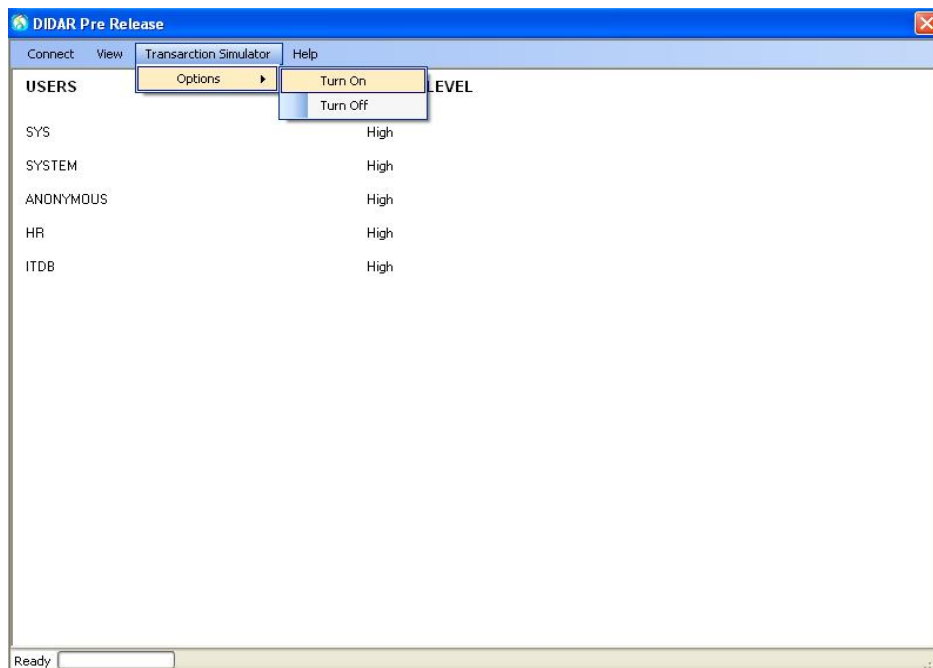 DIDAR Pre Release
Connect View Transarction Simulator Help
Options Turn On
Turn Off
USERS LEVEL
SYS High
SYSTEM High
ANONYMOUS High
HR High
ITDB High
Ready